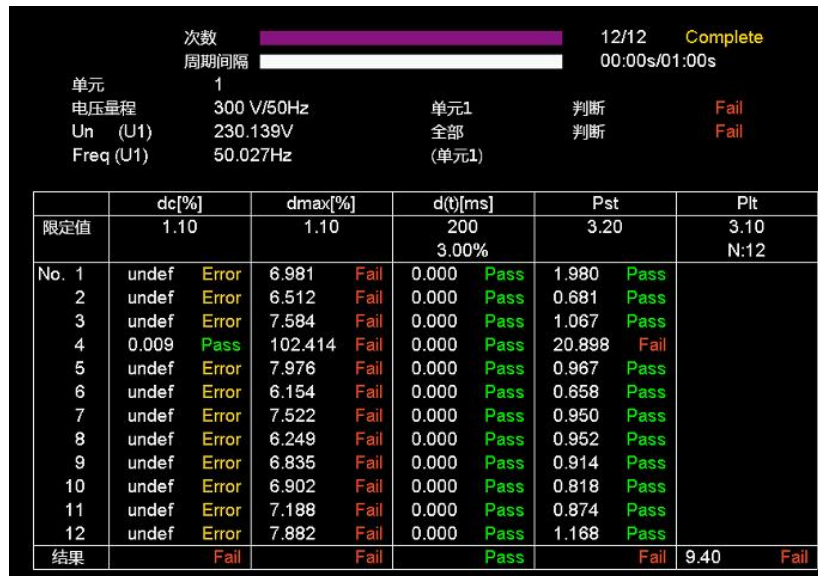 次数 12/12 Complete
周期间隔 00:00s/01:00s
单元 1
电压量程 300 V/50Hz 单元1 判断 Fail
Un (U1) 230.139V 全部 判断 Fail
Freq (U1) 50.027Hz (单元1)
dc[%] dmax[%] d(t)[ms] Pst Plt
限定值 1.10 1.10 200 3.20 3.10
3.00% N:12
No. 1 undef Error 6.981 Fail 0.000 Pass 1.980 Pass
2 undef Error 6.512 Fail 0.000 Pass 0.681 Pass
3 undef Error 7.584 Fail 0.000 Pass 1.067 Pass
4 0.009 Pass 102.414 Fail 0.000 Pass 20.898 Fail
5 undef Error 7.976 Fail 0.000 Pass 0.967 Pass
6 undef Error 6.154 Fail 0.000 Pass 0.658 Pass
7 undef Error 7.522 Fail 0.000 Pass 0.950 Pass
8 undef Error 6.249 Fail 0.000 Pass 0.952 Pass
9 undef Error 6.835 Fail 0.000 Pass 0.914 Pass
10 undef Error 6.902 Fail 0.000 Pass 0.818 Pass
11 undef Error 7.188 Fail 0.000 Pass 0.874 Pass
12 undef Error 7.882 Fail 0.000 Pass 1.168 Pass
结果 Fail Fail Pass Fail 9.40 Fail